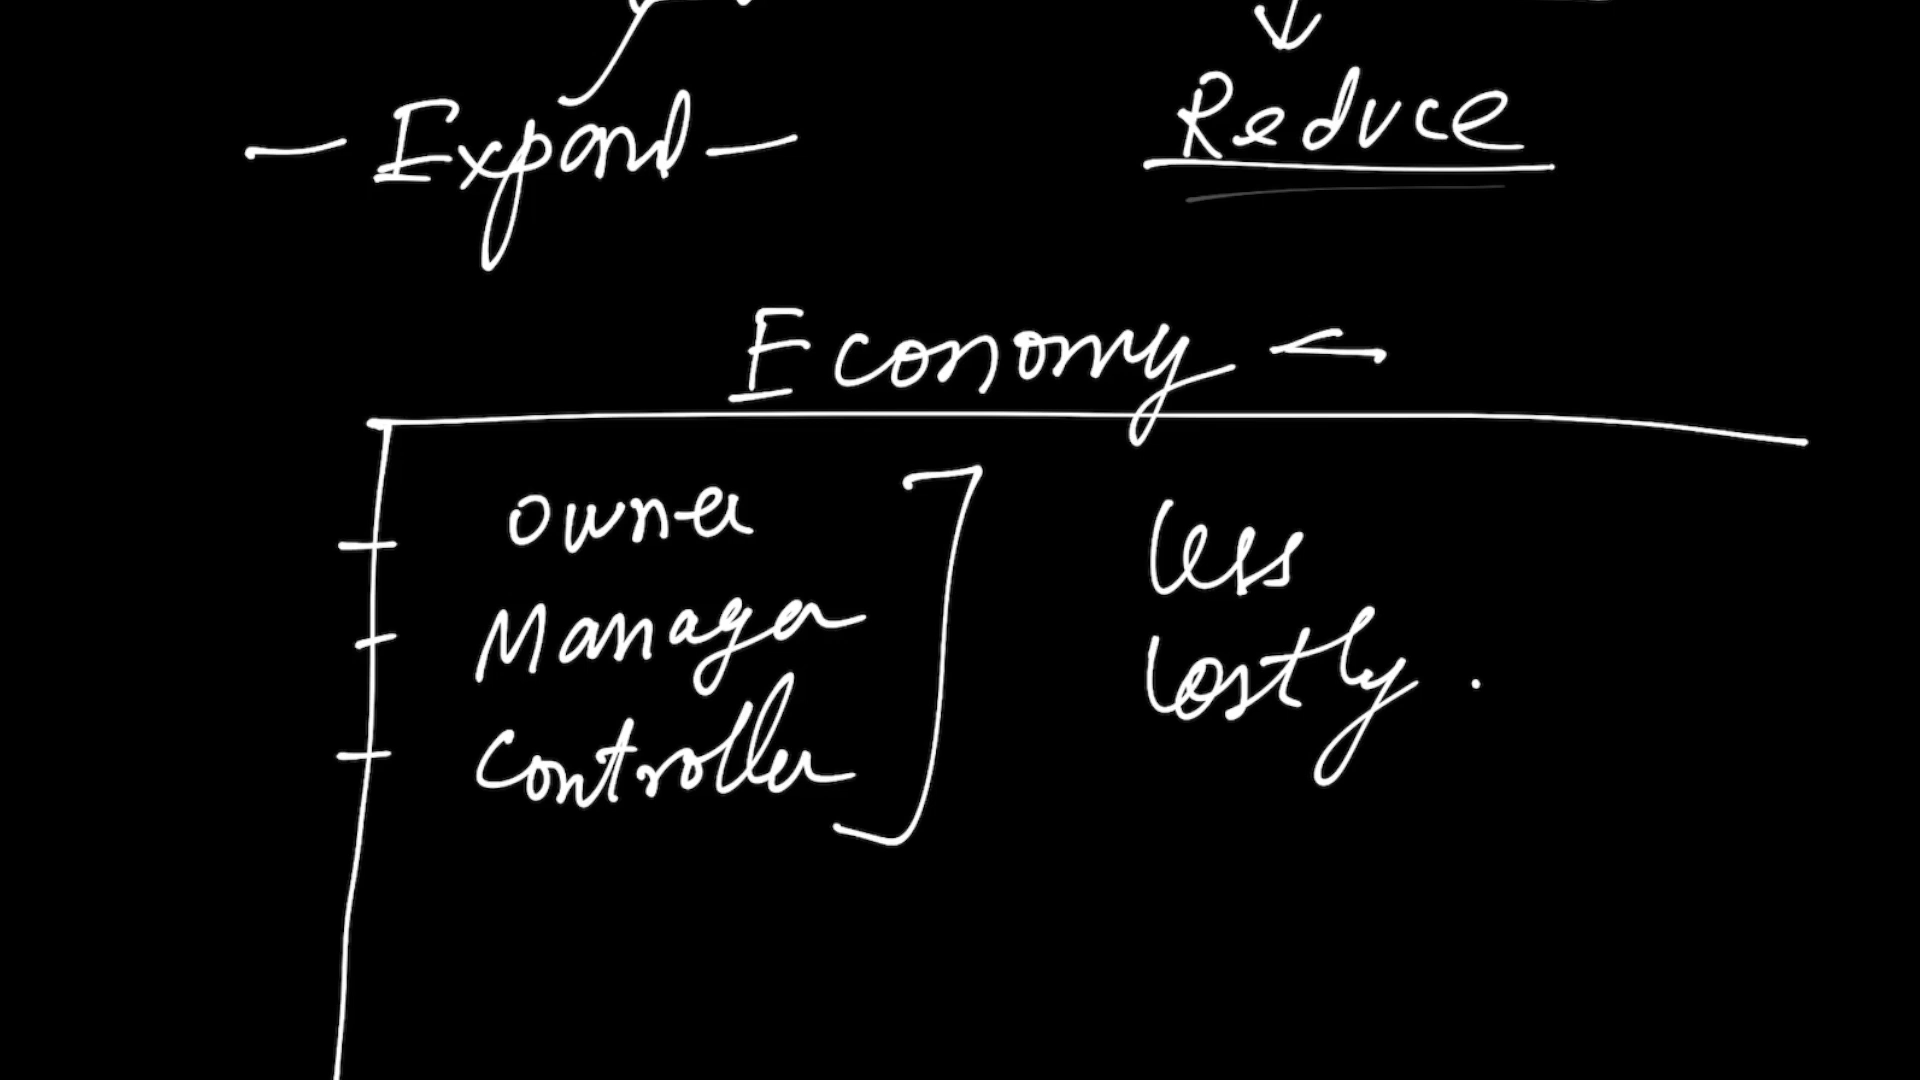 - Expand -
Reduce
Economy
Owner
Manager
Controller
less
costly.